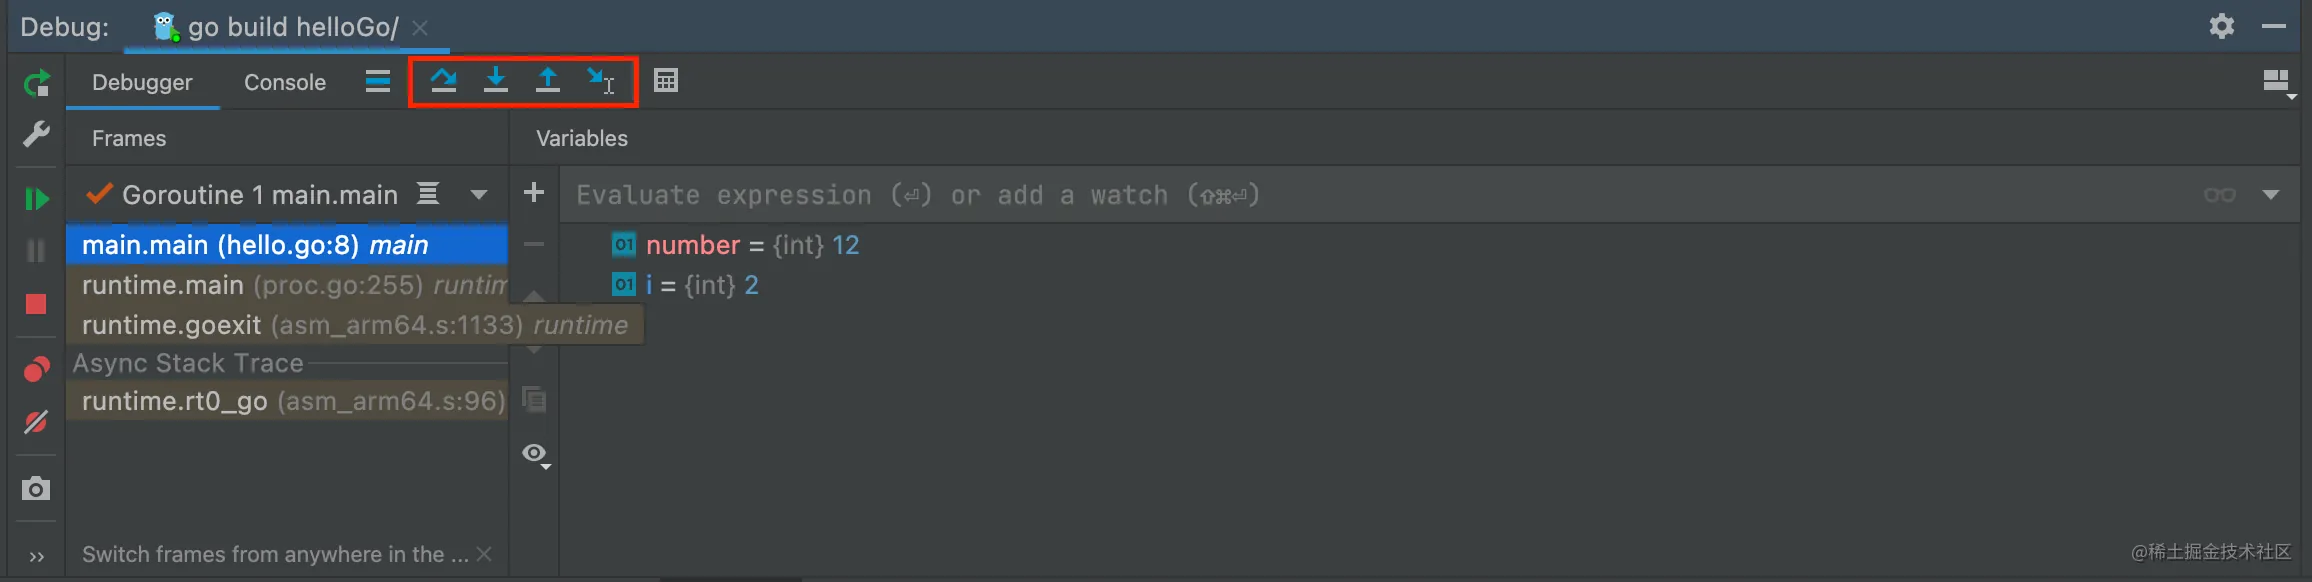 Debug: go build helloGo/
Debugger Console
Frames Variables
Goroutine 1 main.main
Evaluate expression (⏎) or add a watch (⇧⌘⏎)
main.main (hello.go:8) main
01 number = {int} 12
runtime.main (proc.go:255) runtim
01 i = {int} 2
runtime.goexit (asm_arm64.s:1133) runtime
Async Stack Trace
runtime.rt0_go (asm_arm64.s:96)
Switch frames from anywhere in the ...
@稀土掘金技术社区